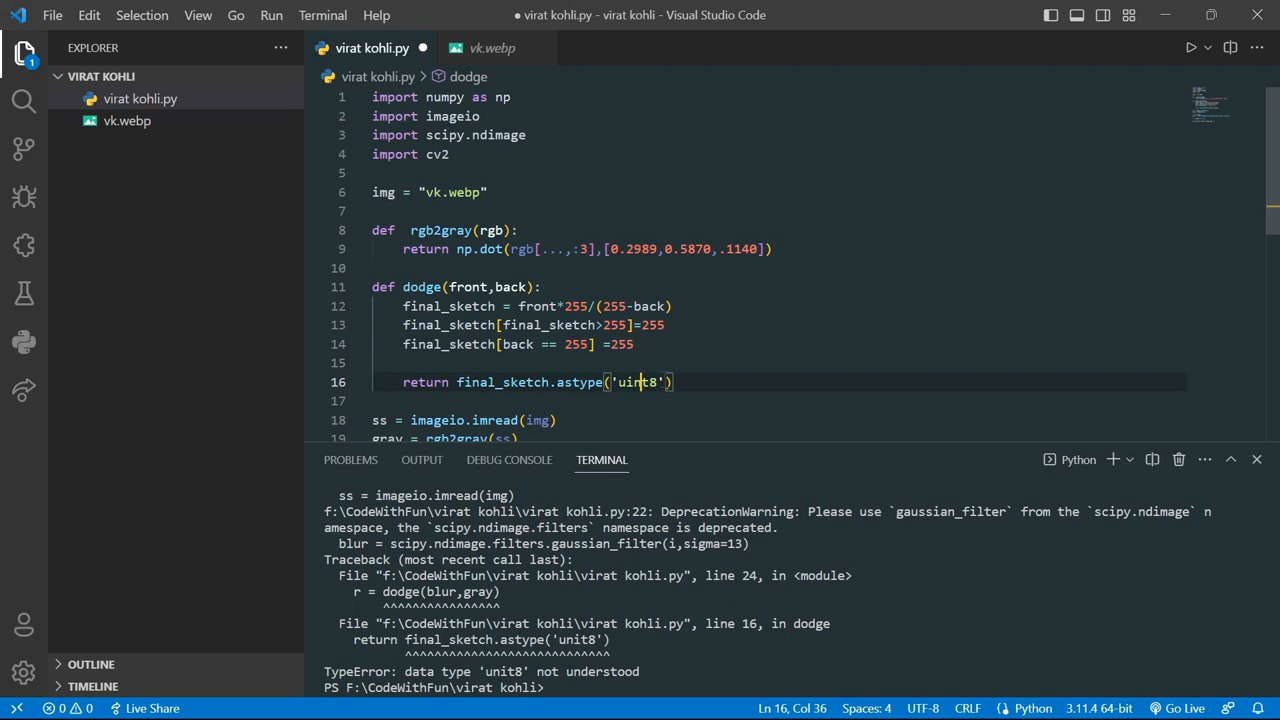 File Edit Selection View Go Run Terminal Help
● virat kohli.py - virat kohli - Visual Studio Code
EXPLORER
virat kohli.py
vk.webp
1
VIRAT KOHLI
virat kohli.py > dodge
virat kohli.py
vk.webp
1 import numpy as np
2 import imageio
3 import scipy.ndimage
4 import cv2
5
6 img = "vk.webp"
7
8 def  rgb2gray(rgb):
9     return np.dot(rgb[...,:3],[0.2989,0.5870,.1140])
10
11 def dodge(front,back):
12     final_sketch = front*255/(255-back)
13     final_sketch[final_sketch>255]=255
14     final_sketch[back == 255] =255
15
16     return final_sketch.astype('uint8')
17
18 ss = imageio.imread(img)
19 gray = rgb2gray(ss)
PROBLEMS OUTPUT DEBUG CONSOLE TERMINAL
Python
  ss = imageio.imread(img)
f:\CodeWithFun\virat kohli\virat kohli.py:22: DeprecationWarning: Please use `gaussian_filter` from the `scipy.ndimage` n
amespace, the `scipy.ndimage.filters` namespace is deprecated.
  blur = scipy.ndimage.filters.gaussian_filter(i,sigma=13)
Traceback (most recent call last):
  File "f:\CodeWithFun\virat kohli\virat kohli.py", line 24, in <module>
    r = dodge(blur,gray)
        ^^^^^^^^^^^^^^^^
  File "f:\CodeWithFun\virat kohli\virat kohli.py", line 16, in dodge
    return final_sketch.astype('unit8')
           ^^^^^^^^^^^^^^^^^^^^^^^^^^^^
TypeError: data type 'unit8' not understood
PS F:\CodeWithFun\virat kohli>
OUTLINE
TIMELINE
0 0 Live Share
Ln 16, Col 36 Spaces: 4 UTF-8 CRLF Python 3.11.4 64-bit Go Live